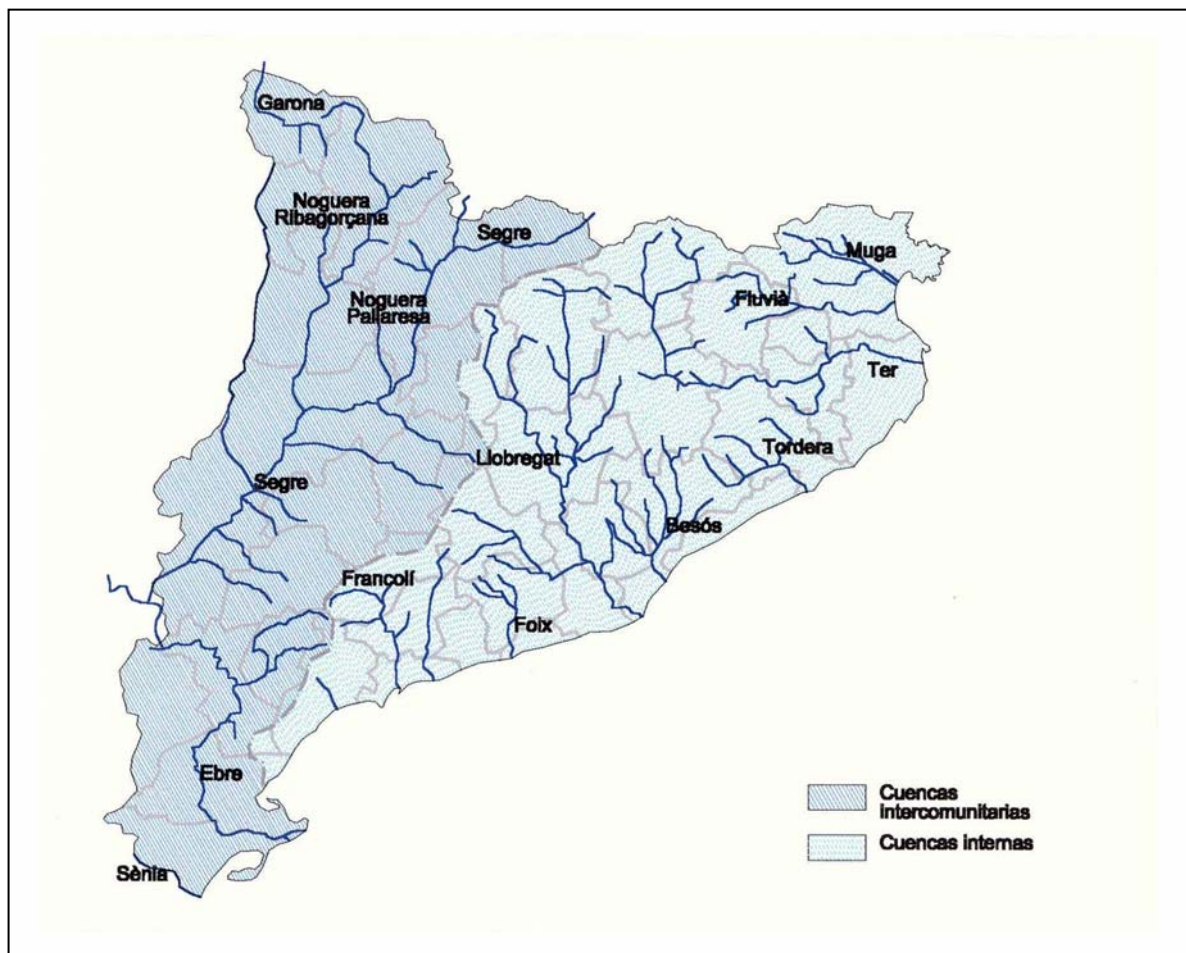 Garona
Noguera
Ribagorçana
Segre
Muga
Noguera
Pallaresa
Fluvià
Ter
Tordera
Llobregat
Segre
Besós
Francolí
Foix
Ebre
Cuencas
intercomunitarias
Cuencas internas
Sènia